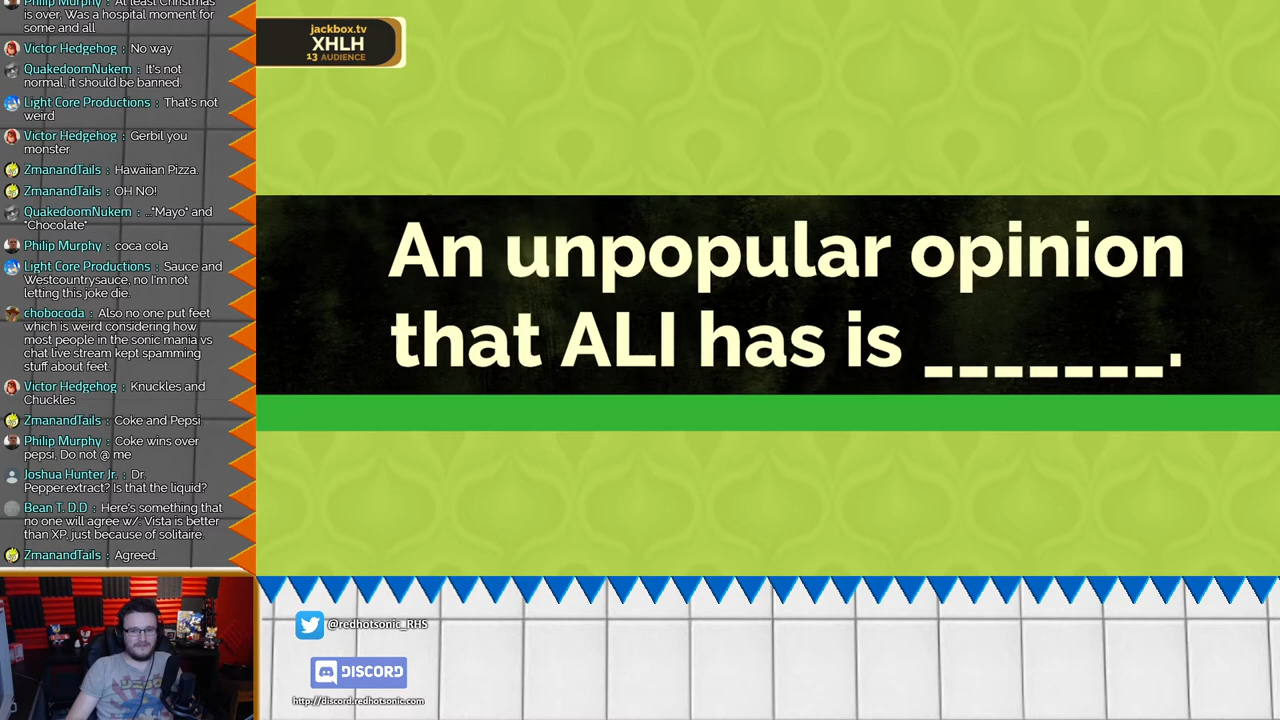 Philip Murphy : At least Christmas
is over, Was a hospital moment for
some and all
Victor Hedgehog : No way
QuakedoomNukem : It's not
normal, it should be banned.
Light Core Productions : That's not
weird
Victor Hedgehog : Gerbil you
monster
ZmanandTails : Hawaiian Pizza.
ZmanandTails : OH NO!
QuakedoomNukem : ..."Mayo" and
"Chocolate"
Philip Murphy : coca cola
Light Core Productions : Sauce and
Westcountrysauce, no I'm not
letting this joke die.
chobocoda : Also no one put feet
which is weird considering how
most people in the sonic mania vs
chat livestream kept spamming
stuff about feet
Victor Hedgehog : Knuckles and
Chuckles
ZmanandTails : Coke and Pepsi
Philip Murphy : Coke wins over
pepsi, Do not @ me
Joshua Hunter Jr. : Dr.
Pepper.extract? Is that the liquid?
Bean T. D.D : Here's something that
no one will agree w/: Vista is better
than XP, just because of solitaire.
ZmanandTails : Agreed.
jackbox.tv
XHLH
13 AUDIENCE
An unpopular opinion
that ALI has is _______.
@redhotsonic_RHS
DISCORD
http://discord.redhotsonic.com